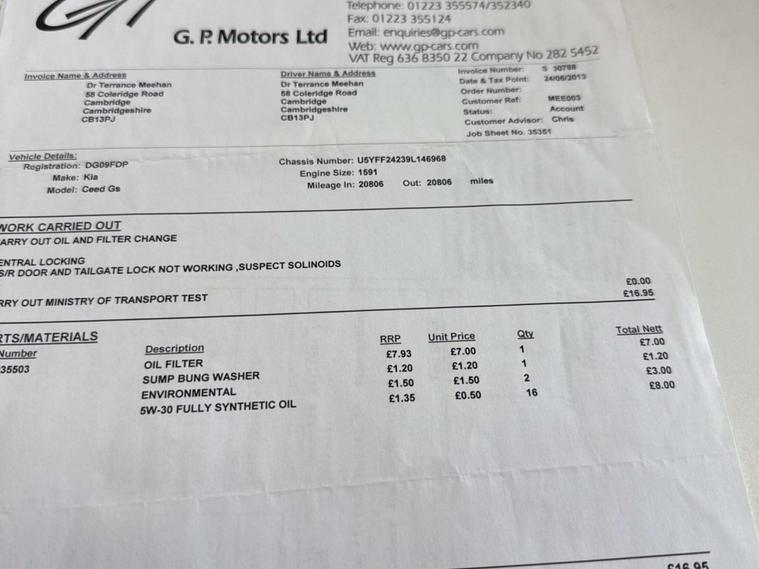 Telephone: 01223 355574/352340
Fax: 01223 355124
Email: enquiries@gp-cars.com
G. P. Motors Ltd
Web: www.gp-cars.com
VAT Reg 636 8350 22 Company No 282 5452
Invoice Name & Address
Dr Terrance Meehan
58 Coleridge Road
Cambridge
Cambridgeshire
CB13PJ
Driver Name & Address
Dr Terrance Meehan
58 Coleridge Road
Cambridge
Cambridgeshire
CB13PJ
Invoice Number: S 30788
Date & Tax Point: 24/06/2013
Order Number:
Customer Ref: MEE003
Status: Account
Customer Advisor: Chris
Job Sheet No. 35351
Vehicle Details:
Registration: DG09FDP
Make: Kia
Model: Ceed Gs
Chassis Number: U5YFF24239L146968
Engine Size: 1591
Mileage In: 20806 Out: 20806 miles
WORK CARRIED OUT
ARRY OUT OIL AND FILTER CHANGE
ENTRAL LOCKING
S/R DOOR AND TAILGATE LOCK NOT WORKING ,SUSPECT SOLINOIDS
£0.00
RRY OUT MINISTRY OF TRANSPORT TEST £16.95
RTS/MATERIALS
Number Description RRP Unit Price Qty Total Nett
35503 OIL FILTER £7.93 £7.00 1 £7.00
SUMP BUNG WASHER £1.20 £1.20 1 £1.20
ENVIRONMENTAL £1.50 £1.50 2 £3.00
5W-30 FULLY SYNTHETIC OIL £1.35 £0.50 16 £8.00
£16.95